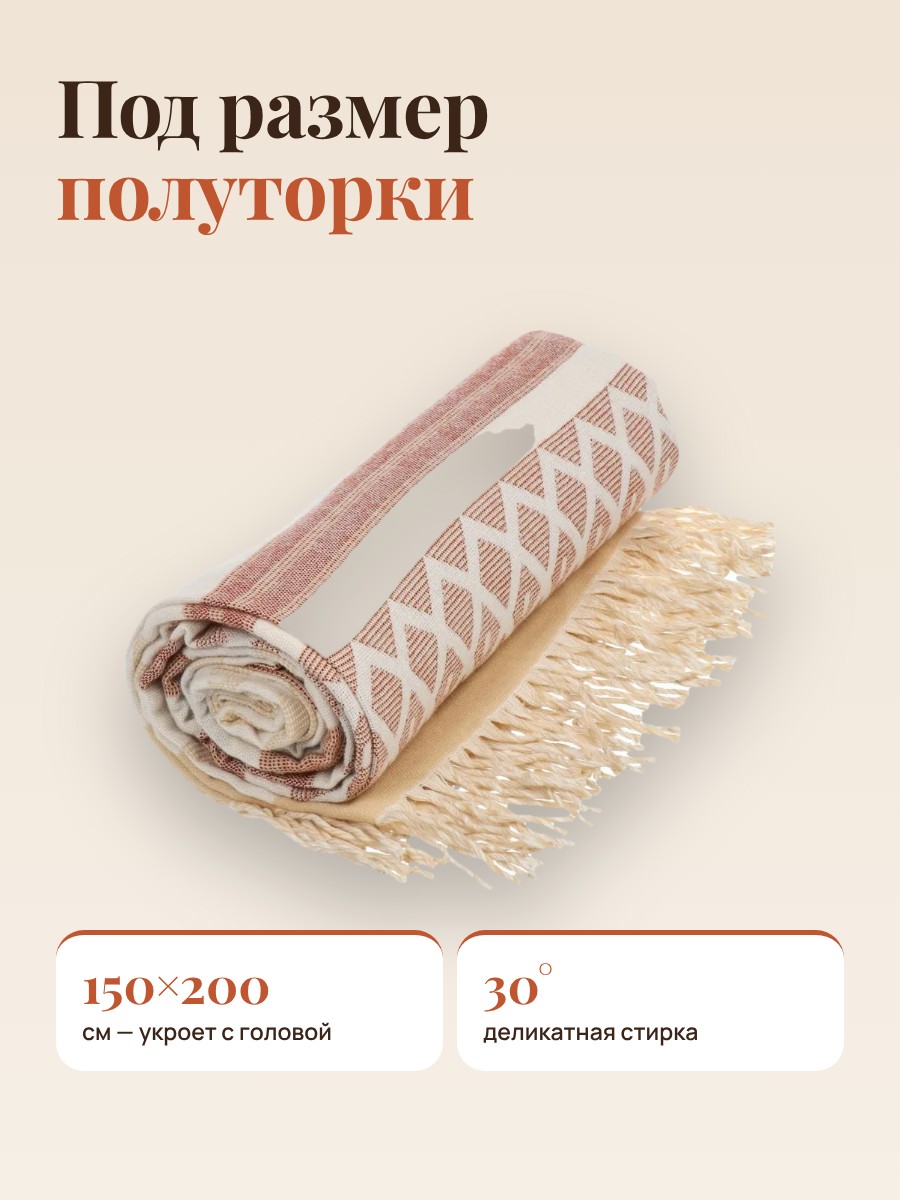 Под размер
полуторки
150×200
см — укроет с головой
30°
деликатная стирка